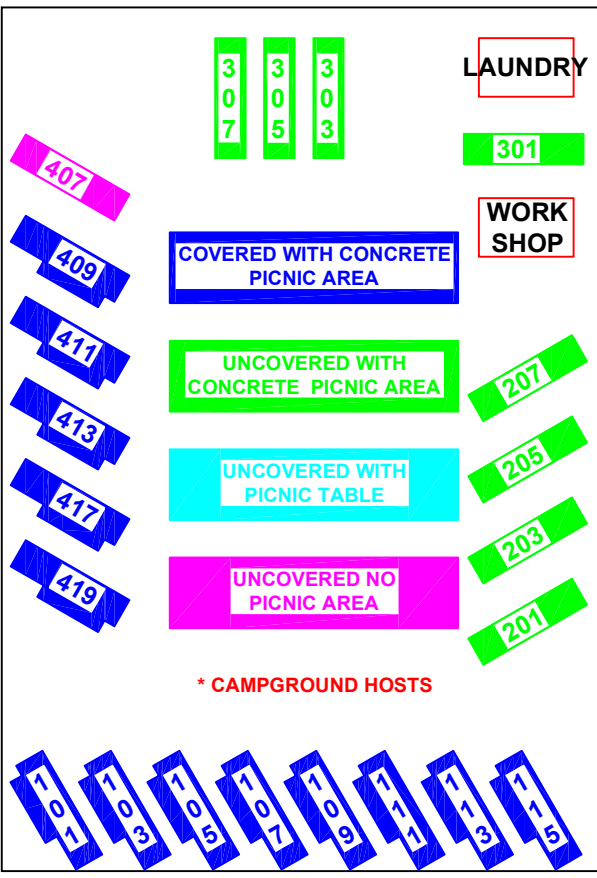 307
305
303
LAUNDRY
301
WORK
SHOP
407
409
411
413
417
419
COVERED WITH CONCRETE
PICNIC AREA
UNCOVERED WITH
CONCRETE PICNIC AREA
UNCOVERED WITH
PICNIC TABLE
UNCOVERED NO
PICNIC AREA
207
205
203
201
* CAMPGROUND HOSTS
101
103
105
107
109
111
113
115